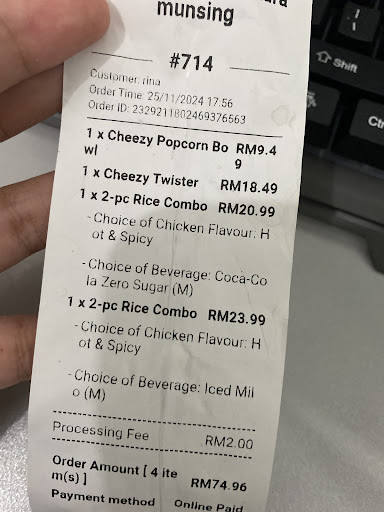 munsing
#714
Customer: rina
Order Time: 25/11/2024 17:56
Order ID: 2329211802469376563
1 x Cheezy Popcorn Bo RM9.4
wl 9
1 x Cheezy Twister RM18.49
1 x 2-pc Rice Combo RM20.99
- Choice of Chicken Flavour: H
ot & Spicy
- Choice of Beverage: Coca-Co
la Zero Sugar (M)
1 x 2-pc Rice Combo RM23.99
- Choice of Chicken Flavour: H
ot & Spicy
- Choice of Beverage: Iced Mil
o (M)
Processing Fee RM2.00
Order Amount [ 4 ite RM74.96
m(s) ]
Payment method Online Paid
Shift